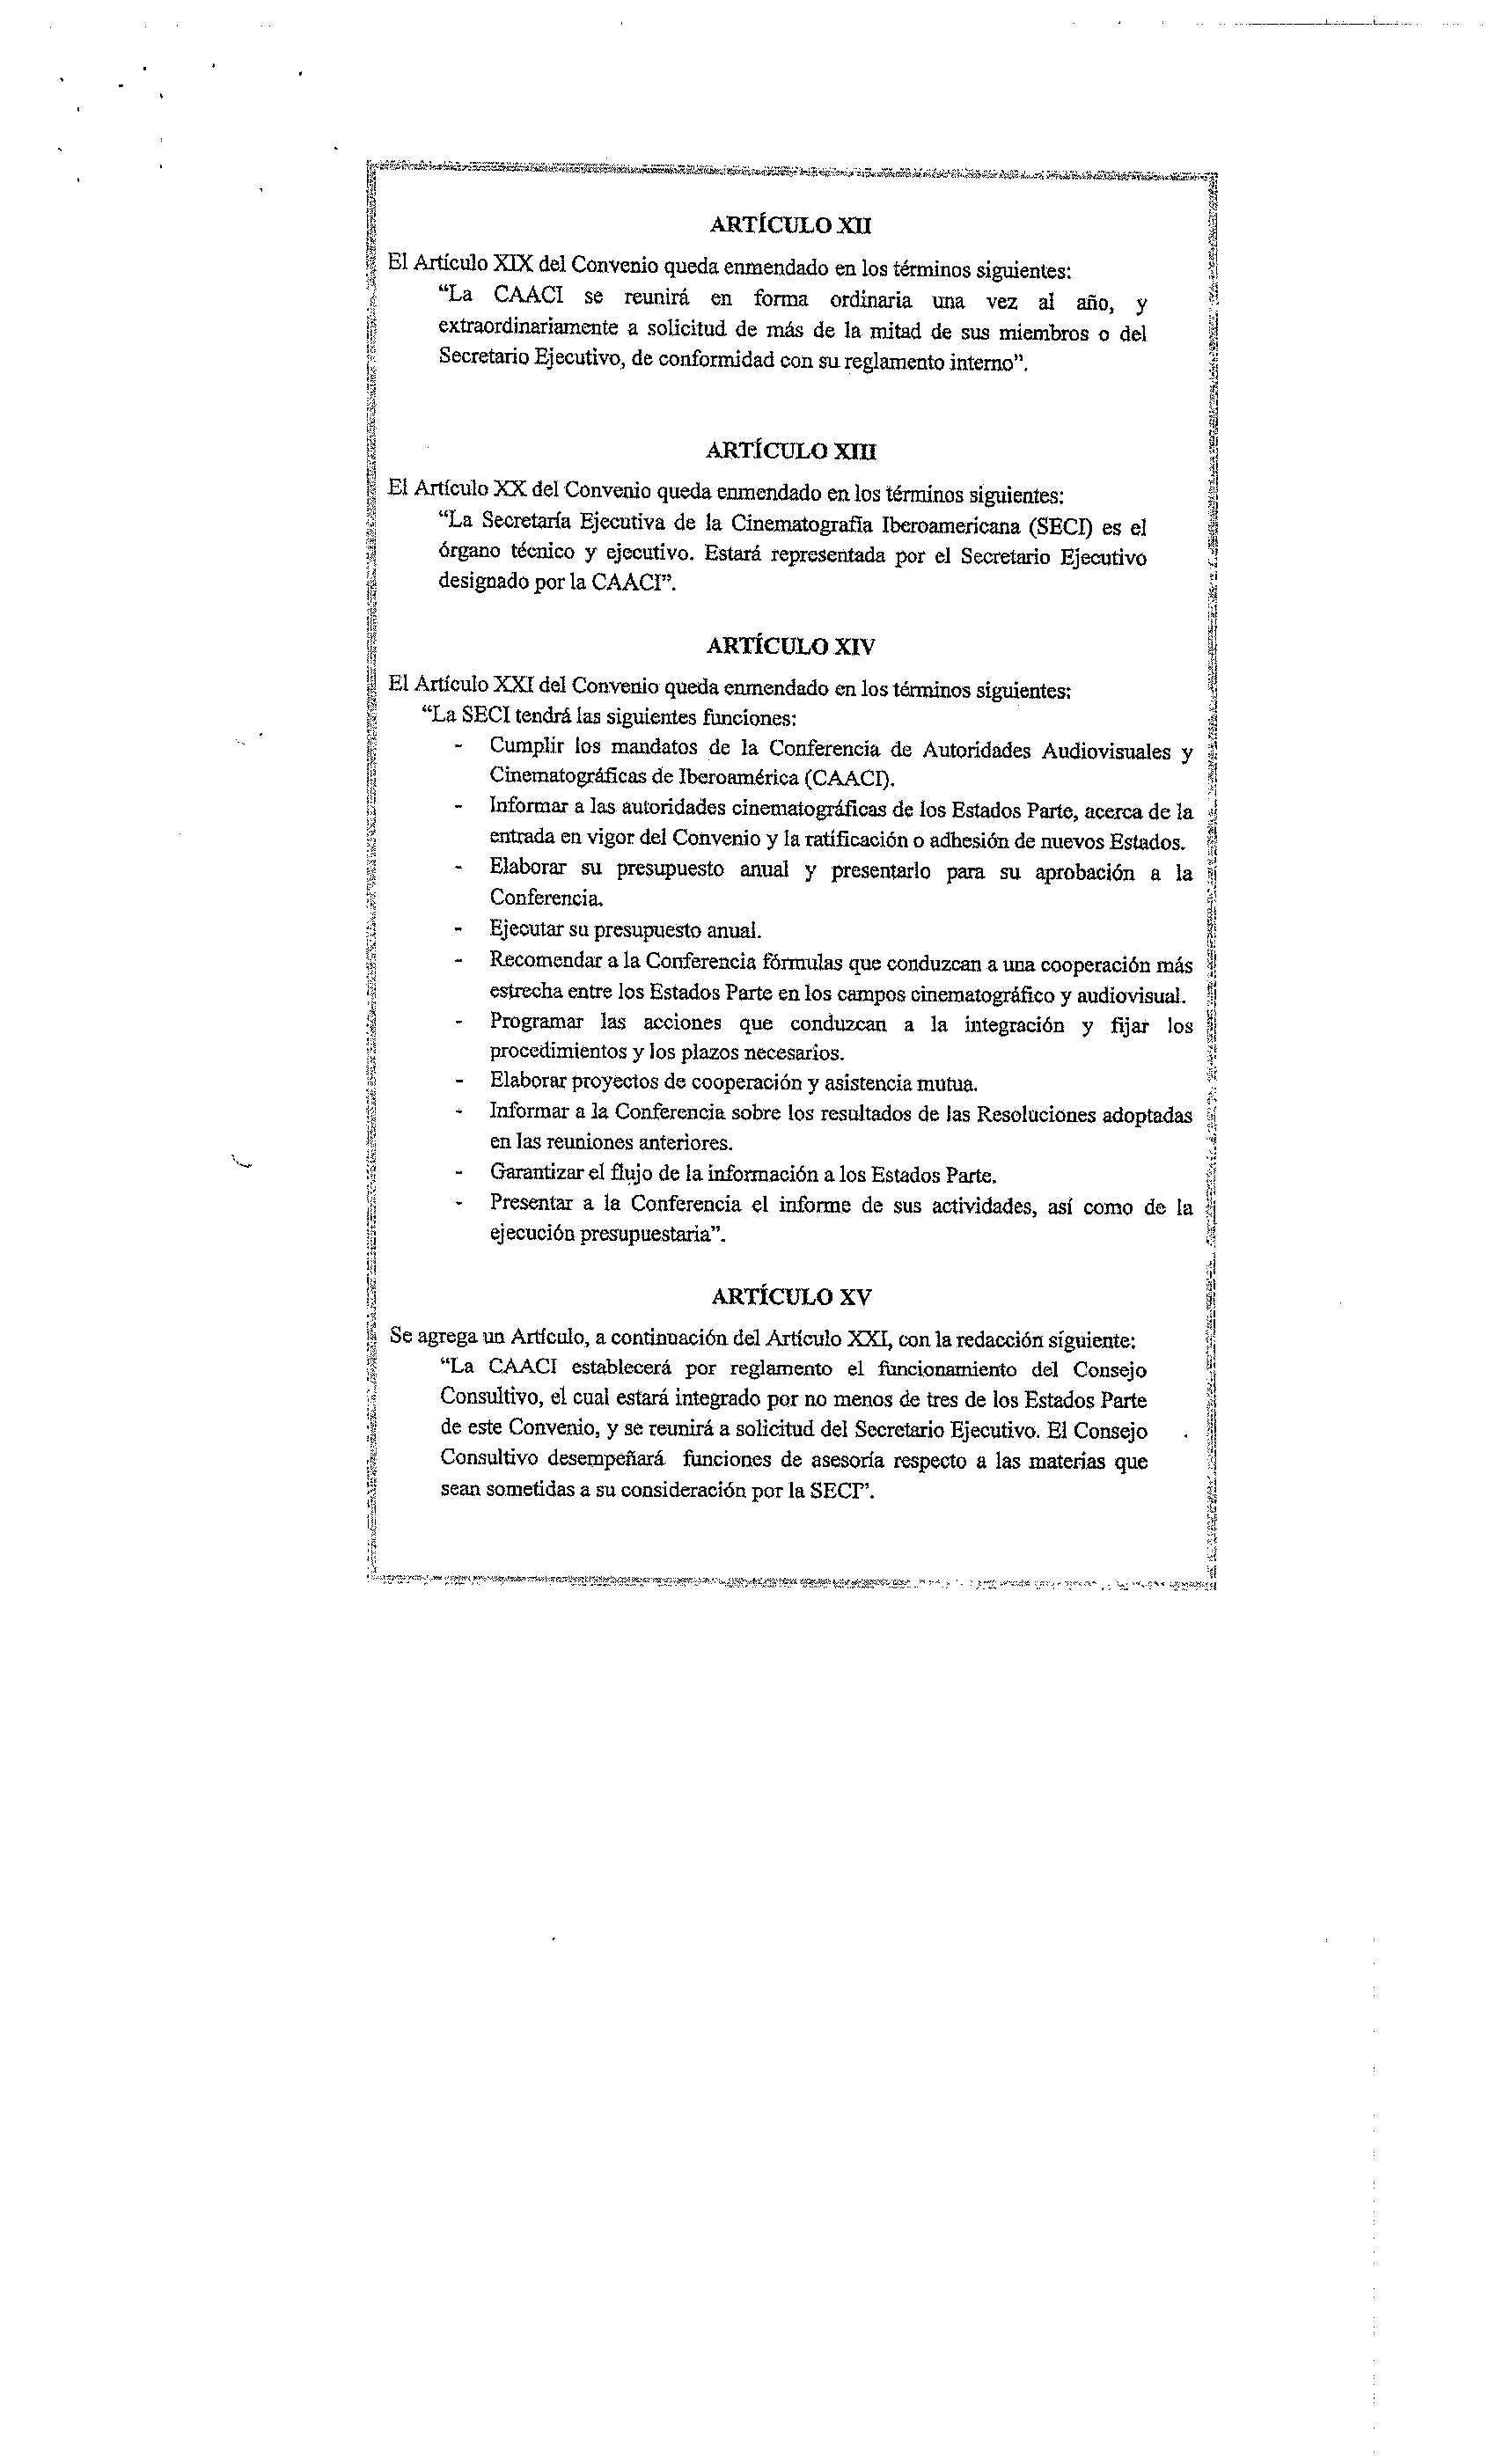 ARTÍCULO XII
El Artículo XIX del Convenio queda enmendado en los términos siguientes:
“La CAACI se reunirá en forma ordinaria una vez al año, y
extraordinariamente a solicitud de más de la mitad de sus miembros o del
Secretario Ejecutivo, de conformidad con su reglamento interno”.
ARTÍCULO XIII
El Artículo XX del Convenio queda enmendado en los términos siguientes:
“La Secretaría Ejecutiva de la Cinematografía Iberoamericana (SECI) es el
órgano técnico y ejecutivo. Estará representada por el Secretario Ejecutivo
designado por la CAACI”.
ARTÍCULO XIV
El Artículo XXI del Convenio queda enmendado en los términos siguientes:
“La SECI tendrá las siguientes funciones:
- Cumplir los mandatos de la Conferencia de Autoridades Audiovisuales y
Cinematográficas de Iberoamérica (CAACI).
- Informar a las autoridades cinematográficas de los Estados Parte, acerca de la
entrada en vigor del Convenio y la ratificación o adhesión de nuevos Estados.
- Elaborar su presupuesto anual y presentarlo para su aprobación a la
Conferencia.
- Ejecutar su presupuesto anual.
- Recomendar a la Conferencia fórmulas que conduzcan a una cooperación más
estrecha entre los Estados Parte en los campos cinematográfico y audiovisual.
- Programar las acciones que conduzcan a la integración y fijar los
procedimientos y los plazos necesarios.
- Elaborar proyectos de cooperación y asistencia mutua.
- Informar a la Conferencia sobre los resultados de las Resoluciones adoptadas
en las reuniones anteriores.
- Garantizar el flujo de la información a los Estados Parte.
- Presentar a la Conferencia el informe de sus actividades, así como de la
ejecución presupuestaria”.
ARTÍCULO XV
Se agrega un Artículo, a continuación del Artículo XXI, con la redacción siguiente:
“La CAACI establecerá por reglamento el funcionamiento del Consejo
Consultivo, el cual estará integrado por no menos de tres de los Estados Parte
de este Convenio, y se reunirá a solicitud del Secretario Ejecutivo. El Consejo
Consultivo desempeñará funciones de asesoría respecto a las materias que
sean sometidas a su consideración por la SECI”.